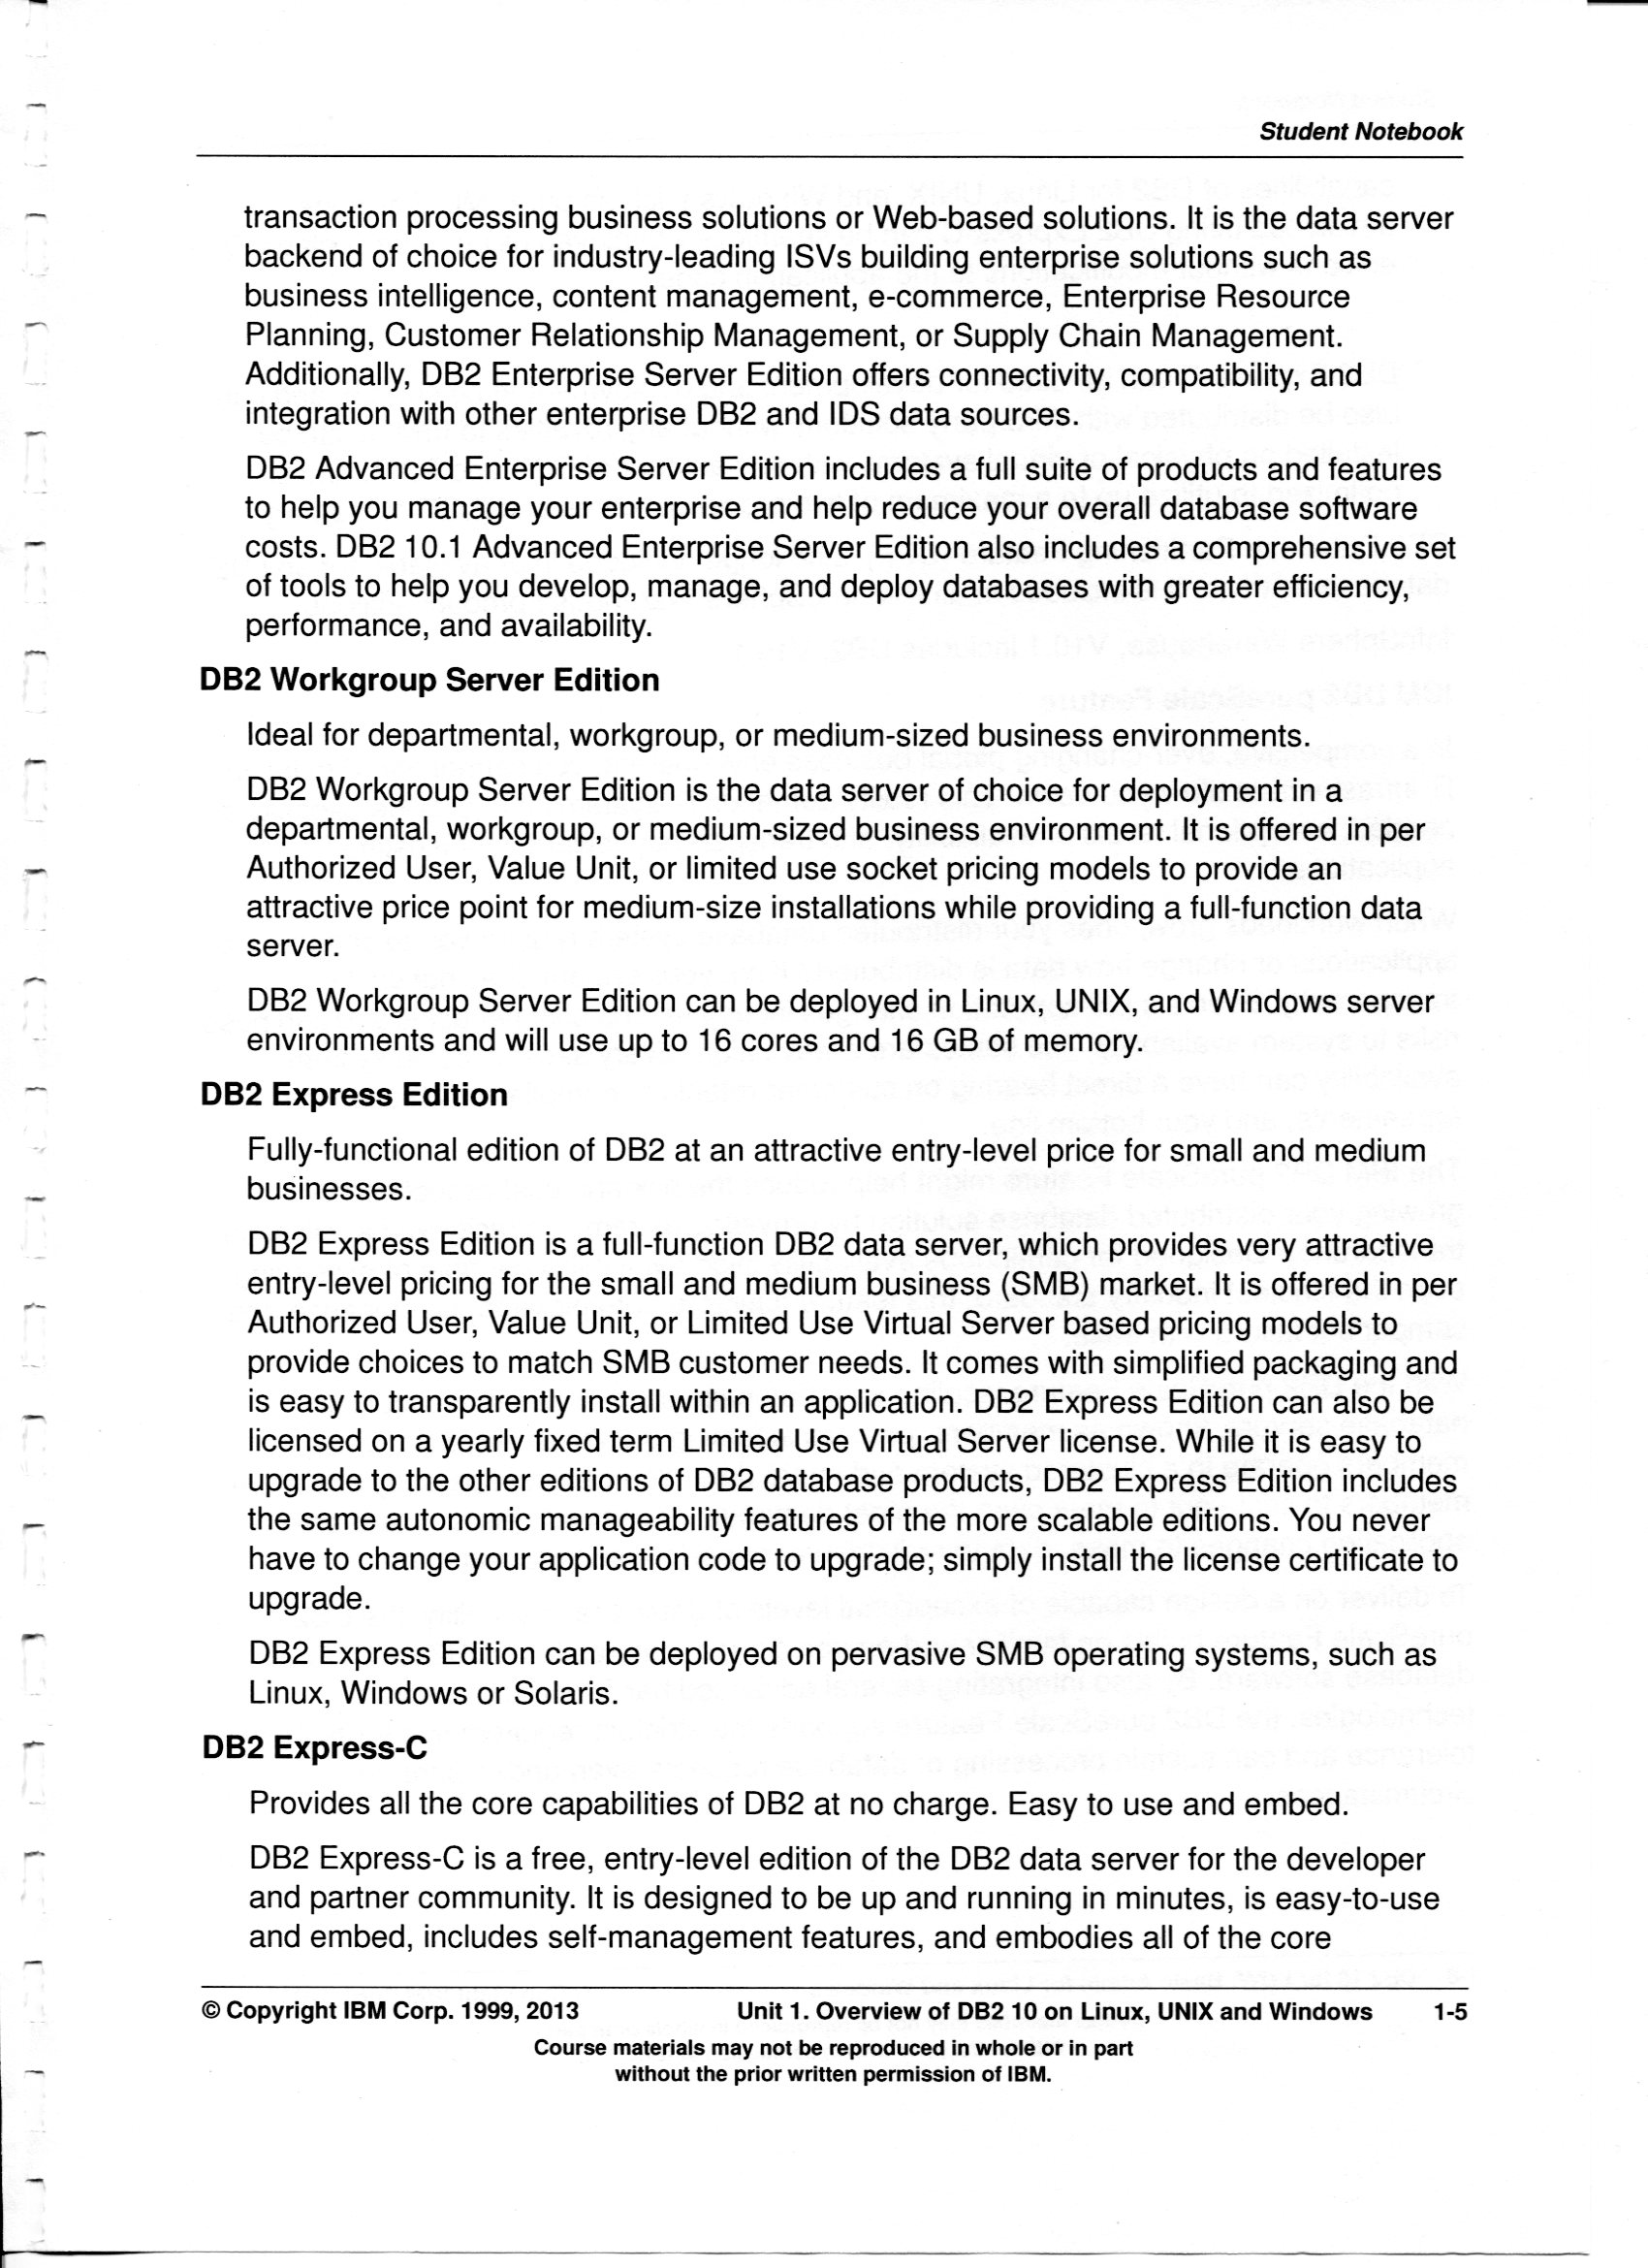 Student Notebook
transaction processing business solutions or Web-based solutions. It is the data server
backend of choice for industry-leading ISVs building enterprise solutions such as
business intelligence, content management, e-commerce, Enterprise Resource
Planning, Customer Relationship Management, or Supply Chain Management.
Additionally, DB2 Enterprise Server Edition offers connectivity, compatibility, and
integration with other enterprise DB2 and IDS data sources.
DB2 Advanced Enterprise Server Edition includes a full suite of products and features
to help you manage your enterprise and help reduce your overall database software
costs. DB2 10.1 Advanced Enterprise Server Edition also includes a comprehensive set
of tools to help you develop, manage, and deploy databases with greater efficiency,
performance, and availability.
DB2 Workgroup Server Edition
Ideal for departmental, workgroup, or medium-sized business environments.
DB2 Workgroup Server Edition is the data server of choice for deployment in a
departmental, workgroup, or medium-sized business environment. It is offered in per
Authorized User, Value Unit, or limited use socket pricing models to provide an
attractive price point for medium-size installations while providing a full-function data
server.
DB2 Workgroup Server Edition can be deployed in Linux, UNIX, and Windows server
environments and will use up to 16 cores and 16 GB of memory.
DB2 Express Edition
Fully-functional edition of DB2 at an attractive entry-level price for small and medium
businesses.
DB2 Express Edition is a full-function DB2 data server, which provides very attractive
entry-level pricing for the small and medium business (SMB) market. It is offered in per
Authorized User, Value Unit, or Limited Use Virtual Server based pricing models to
provide choices to match SMB customer needs. It comes with simplified packaging and
is easy to transparently install within an application. DB2 Express Edition can also be
licensed on a yearly fixed term Limited Use Virtual Server license. While it is easy to
upgrade to the other editions of DB2 database products, DB2 Express Edition includes
the same autonomic manageability features of the more scalable editions. You never
have to change your application code to upgrade; simply install the license certificate to
upgrade.
DB2 Express Edition can be deployed on pervasive SMB operating systems, such as
Linux, Windows or Solaris.
DB2 Express-C
Provides all the core capabilities of DB2 at no charge. Easy to use and embed.
DB2 Express-C is a free, entry-level edition of the DB2 data server for the developer
and partner community. It is designed to be up and running in minutes, is easy-to-use
and embed, includes self-management features, and embodies all of the core
© Copyright IBM Corp. 1999, 2013 Unit 1. Overview of DB2 10 on Linux, UNIX and Windows 1-5
Course materials may not be reproduced in whole or in part
without the prior written permission of IBM.